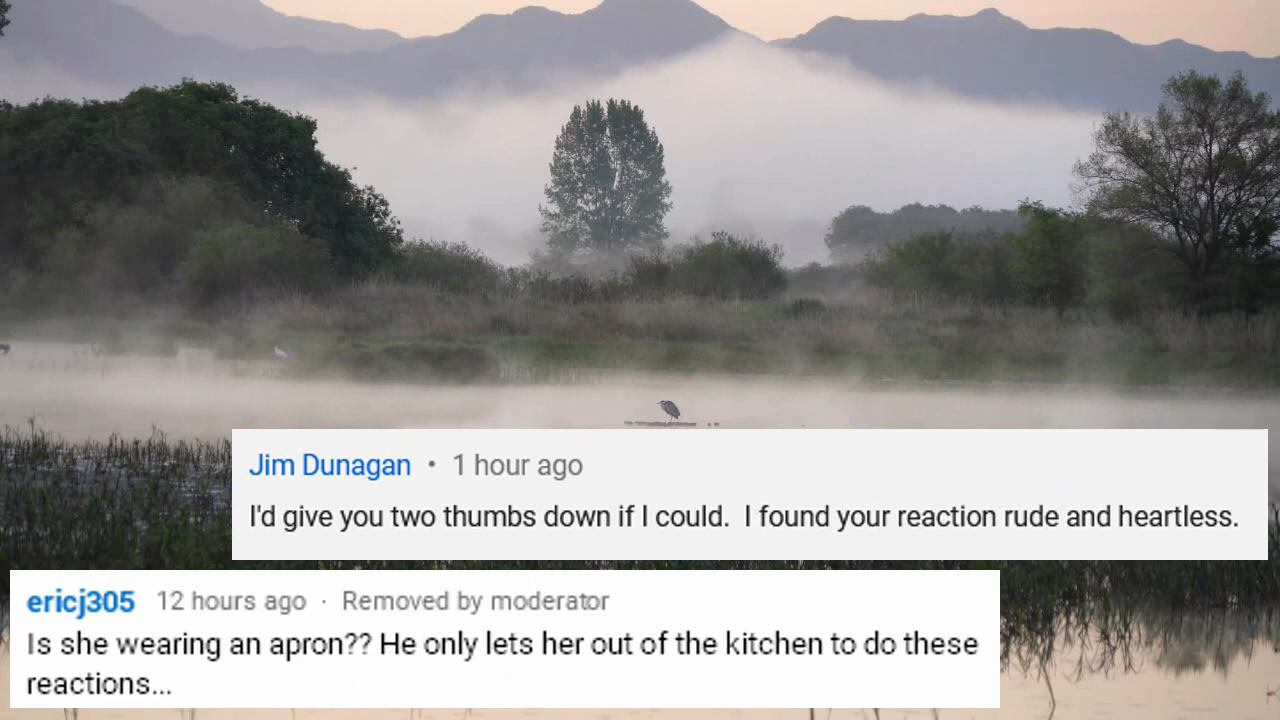 Jim Dunagan • 1 hour ago
I'd give you two thumbs down if I could.  I found your reaction rude and heartless.
ericj305 12 hours ago · Removed by moderator
Is she wearing an apron?? He only lets her out of the kitchen to do these
reactions...